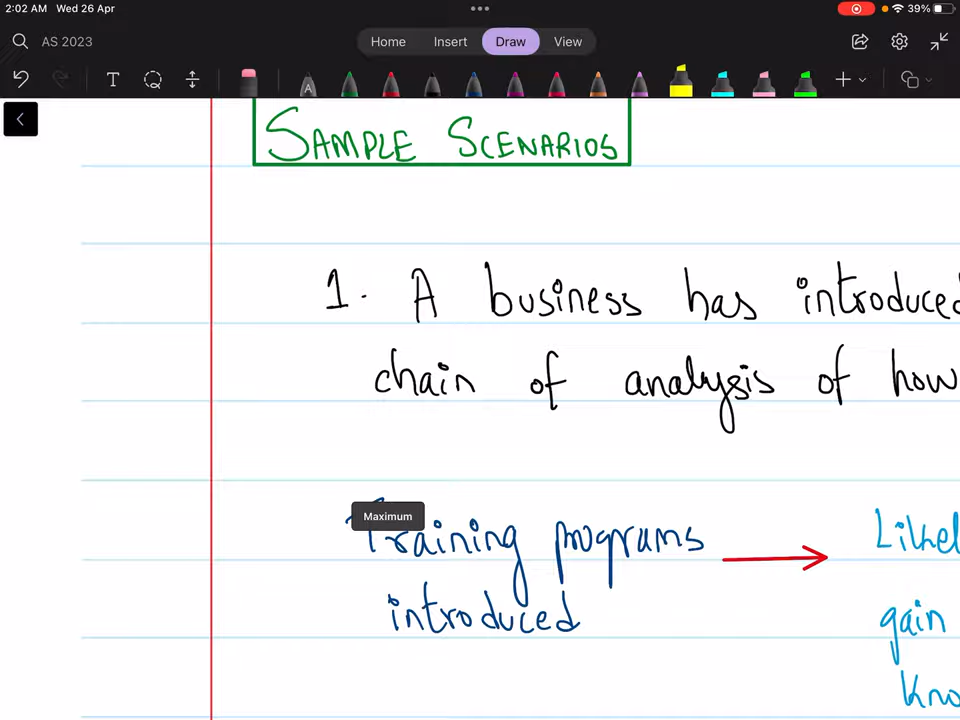 2:02 AM Wed 26 Apr
39%
AS 2023
Home Insert Draw View
T
A
SAMPLE SCENARIOS
1. A business has introduced
chain of analysis of how
Maximum
Training programs
introduced
gain